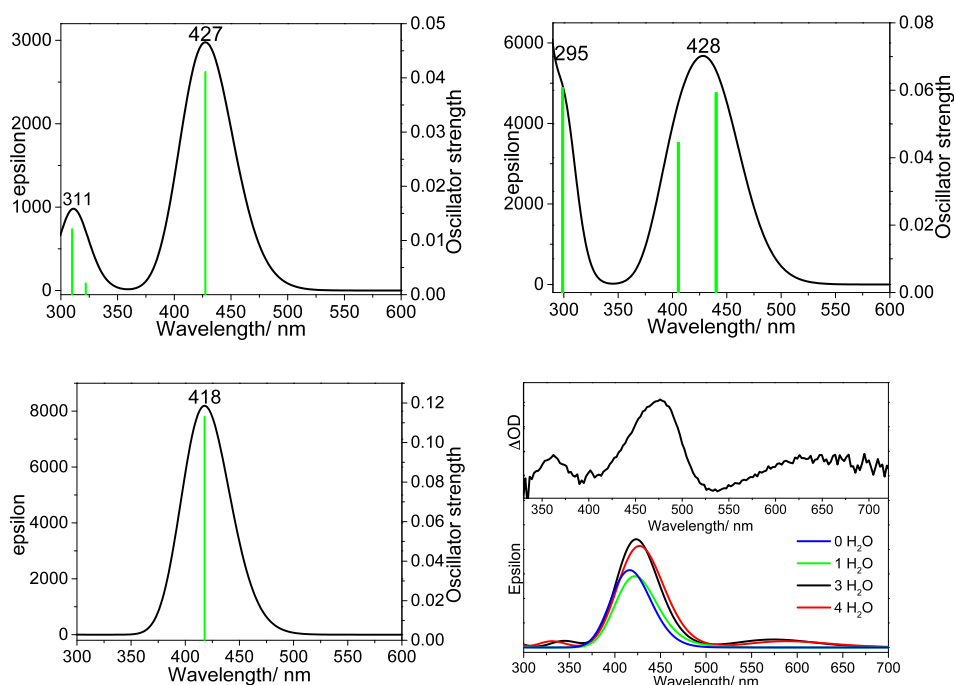 427
311
3000
2000
1000
0
epsilon
0.05
0.04
0.03
0.02
0.01
0.00
Oscillator strength
300 350 400 450 500 550 600
Wavelength/ nm
295
428
6000
4000
2000
0
epsilon
0.08
0.06
0.04
0.02
0.00
Oscillator strength
300 350 400 450 500 550 600
Wavelength/ nm
418
8000
6000
4000
2000
0
epsilon
0.12
0.10
0.08
0.06
0.04
0.02
0.00
Oscillator strength
300 350 400 450 500 550 600
Wavelength/ nm
ΔOD
350 400 450 500 550 600 650 700
Wavelength/ nm
Epsilon
0 H₂O
1 H₂O
3 H₂O
4 H₂O
300 350 400 450 500 550 600 650 700
Wavelength/ nm